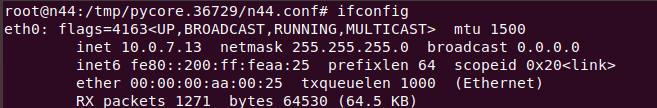 root@n44:/tmp/pycore.36729/n44.conf# ifconfig
eth0: flags=4163<UP,BROADCAST,RUNNING,MULTICAST>  mtu 1500
        inet 10.0.7.13  netmask 255.255.255.0  broadcast 0.0.0.0
        inet6 fe80::200:ff:feaa:25  prefixlen 64  scopeid 0x20<link>
        ether 00:00:00:aa:00:25  txqueuelen 1000  (Ethernet)
        RX packets 1271  bytes 64530 (64.5 KB)